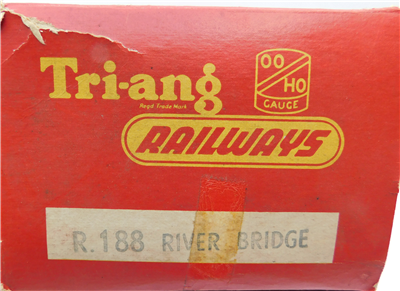 Tri-ang
Regd. Trade Mark
OO
HO
GAUGE
RAILWAYS
R.188 RIVER BRIDGE